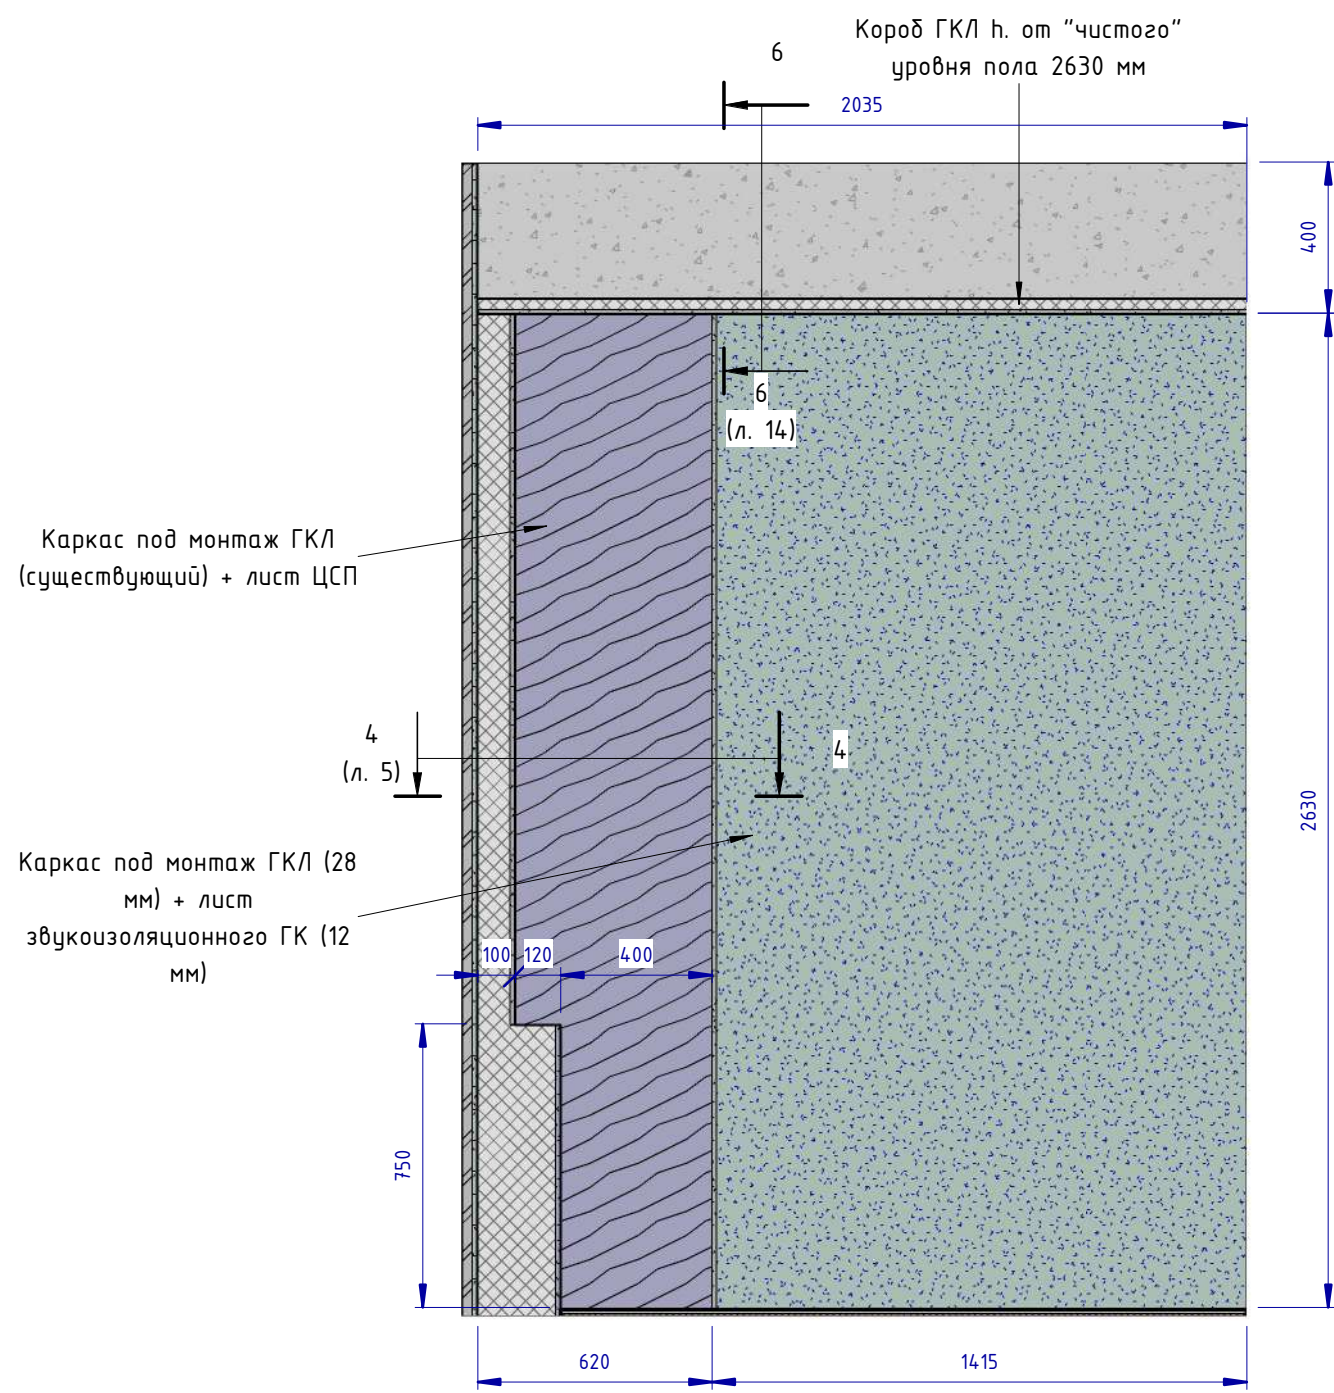 Короб ГКЛ h. от "чистого"
уровня пола 2630 мм
6
2035
400
6
(л. 14)
Каркас под монтаж ГКЛ
(существующий) + лист ЦСП
4
(л. 5)
4
2630
Каркас под монтаж ГКЛ (28
мм) + лист
звукоизоляционного ГК (12
мм)
100
120
400
750
620
1415